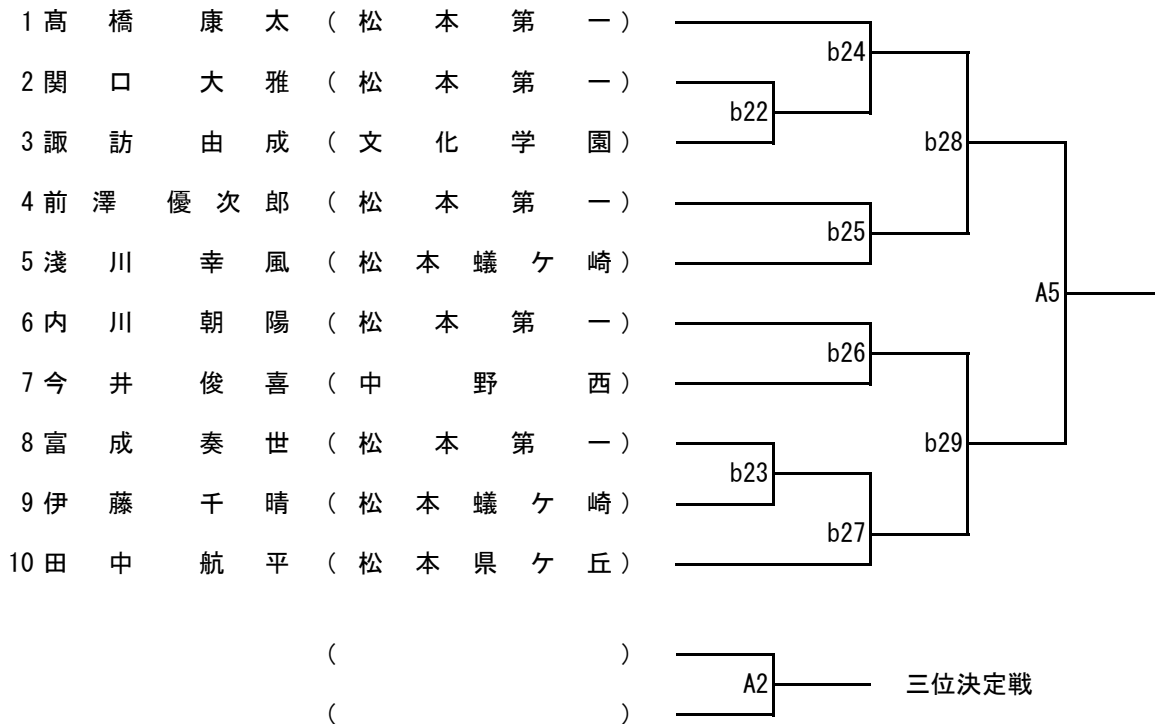 1 髙橋 康太 (松本第一)
b24
2 関口 大雅 (松本第一)
b22
3 諏訪 由成 (文化学園)
b28
4 前澤 優次郎 (松本第一)
b25
5 淺川 幸風 (松本蟻ケ崎)
A5
6 内川 朝陽 (松本第一)
b26
7 今井 俊喜 (中野西)
8 富成 奏世 (松本第一)
b29
b23
9 伊藤 千晴 (松本蟻ケ崎)
b27
10 田中 航平 (松本県ケ丘)
( )
A2 三位決定戦
( )